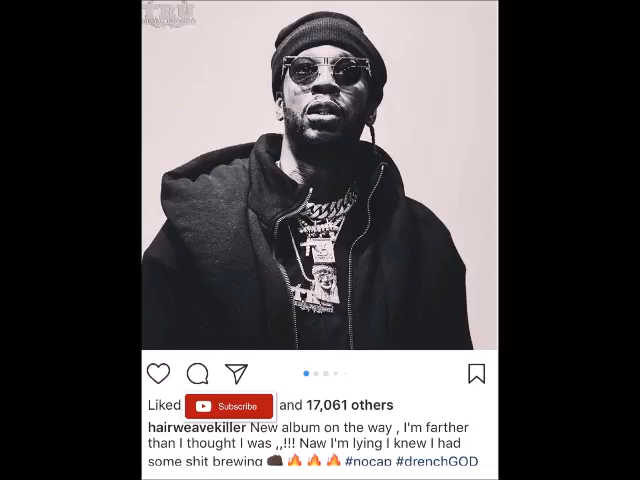 TRU
Liked
Subscribe
and 17,061 others
hairweavekiller New album on the way , I'm farther
than I thought I was ,,!!! Naw I'm lying I knew I had
some shit brewing 🌰🔥🔥🔥 #nocap #drenchGOD